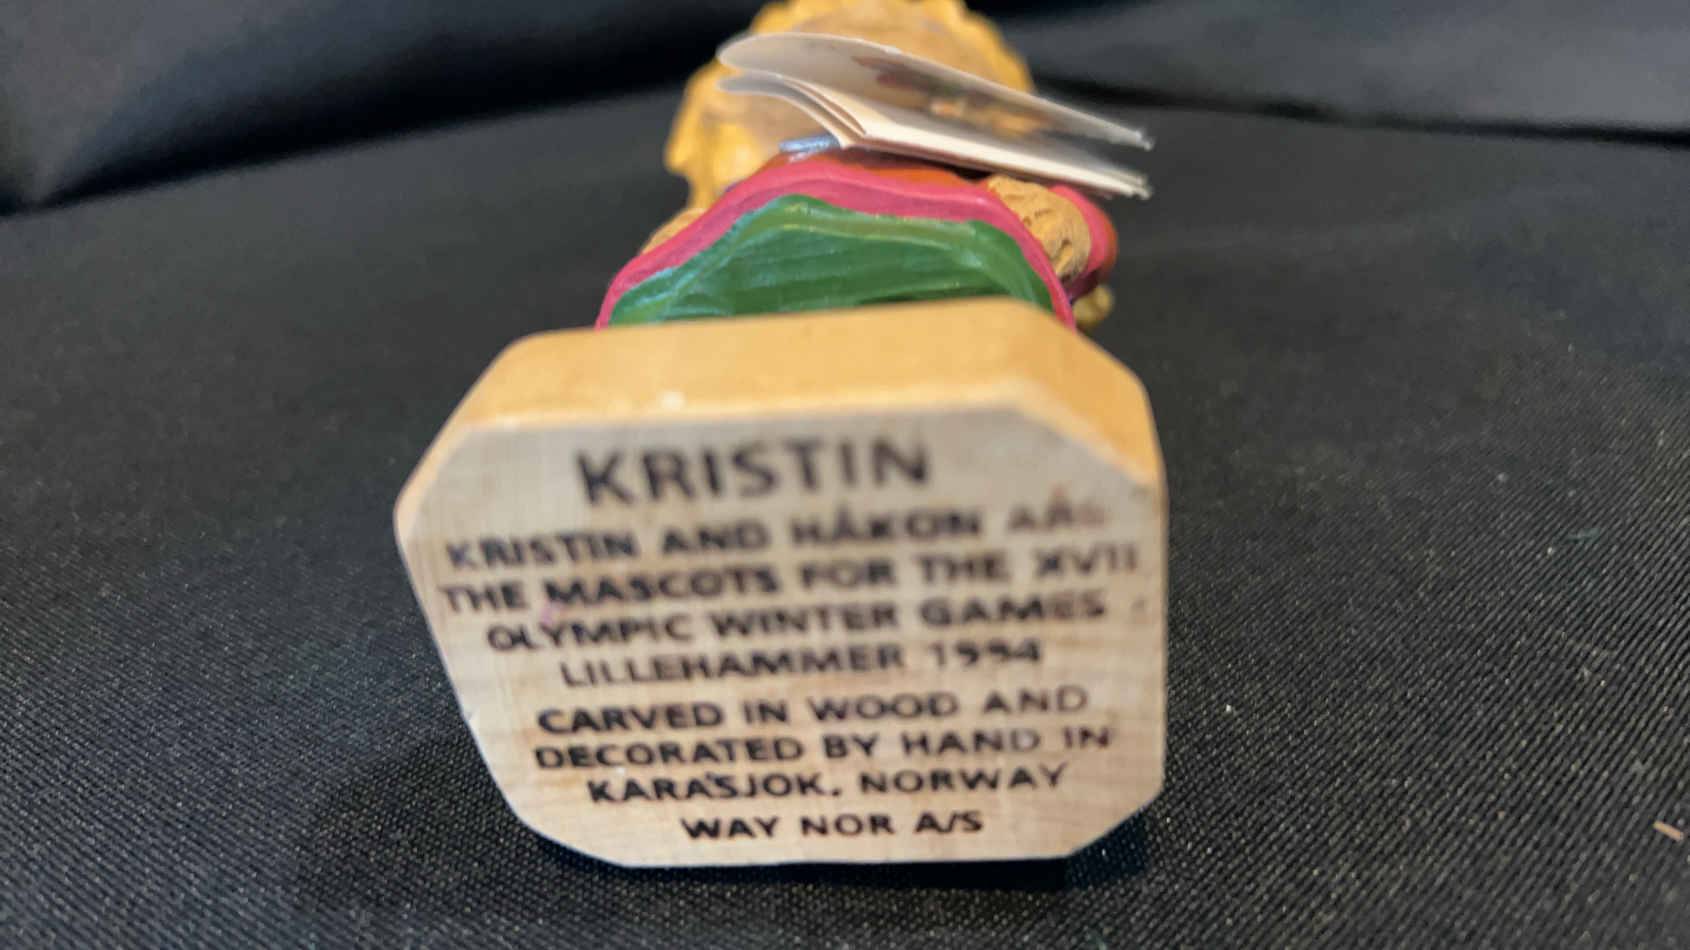 KRISTIN
KRISTIN AND HÅKON
THE MASCOTS FOR THE XVII
OLYMPIC WINTER GAMES
LILLEHAMMER 1994
CARVED IN WOOD AND
DECORATED BY HAND IN
KARASJOK, NORWAY
WAY NOR A/S